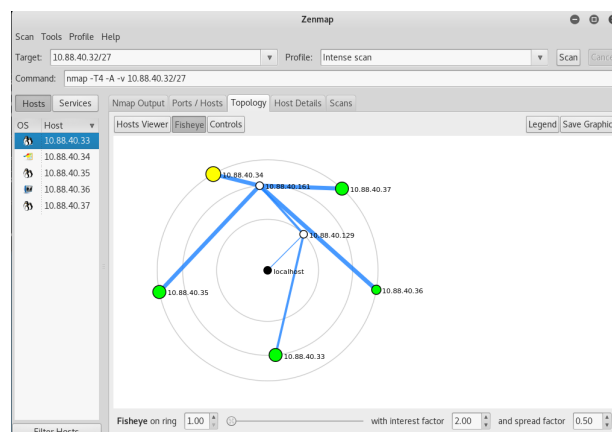 Zenmap
Scan Tools Profile Help
Target: 10.88.40.32/27 Profile: Intense scan Scan
Command: nmap -T4 -A -v 10.88.40.32/27
Hosts Services Nmap Output Ports / Hosts Topology Host Details Scans
OS Host Hosts Viewer Fisheye Controls Legend Save Graphic
10.88.40.33
10.88.40.34
10.88.40.35
10.88.40.36
10.88.40.37
10.88.40.34
10.88.40.161
10.88.40.37
10.88.40.129
localhost
10.88.40.35
10.88.40.36
10.88.40.33
Fisheye on ring 1.00 with interest factor 2.00 and spread factor 0.50
Filter Hosts